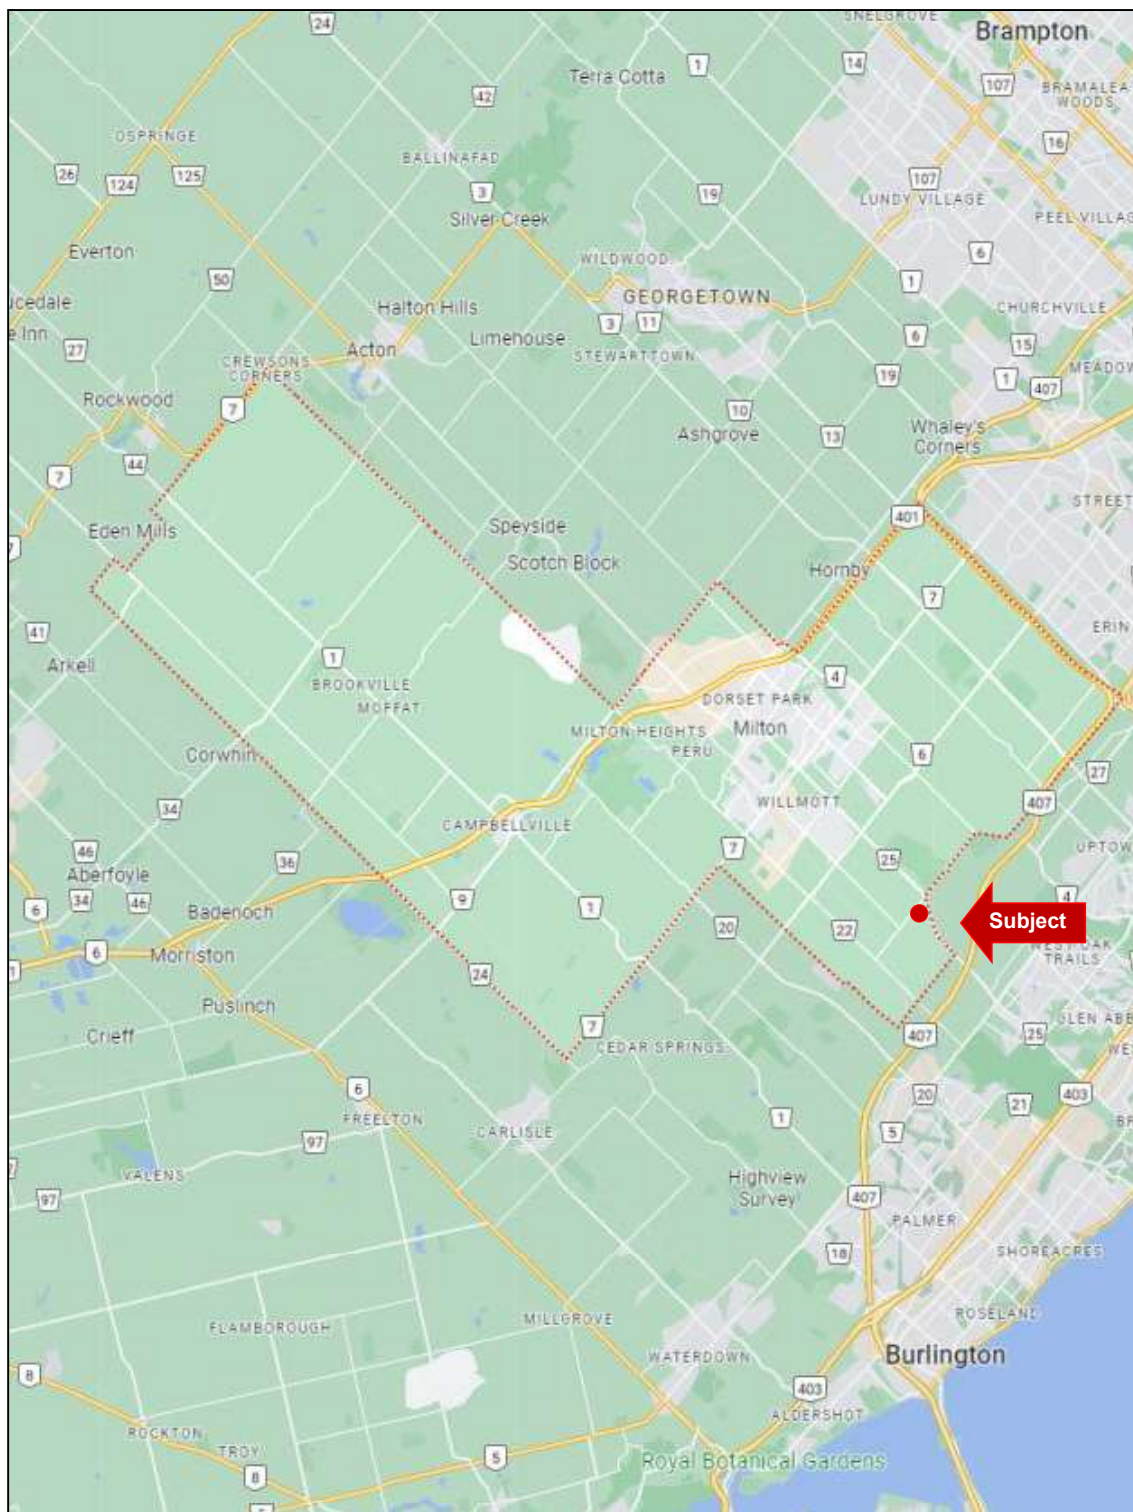 SNELGROVE
24
Brampton
1
14
Terra Cotta
107
BRAMALEA
WOODS
42
OSPRINGE
16
BALLINAFAD
26
124
125
3
19
107
LUNDY VILLAGE
Silver Creek
PEEL VILLAG
Everton
WILDWOOD
6
50
1
ucedale
Halton Hills
GEORGETOWN
CHURCHVILLE
e Inn
3
11
6
27
Limehouse
15
Acton
STEWARTTOWN
CREWSONS
CORNERS
19
1
407
MEADOW
Rockwood
7
10
Ashgrove
13
Whaley's
Corners
44
7
STREET
401
Eden Mills
Speyside
Scotch Block
Hornby
7
41
ERIN
Arkell
1
BROOKVILLE
MOFFAT
4
DORSET PARK
MILTON HEIGHTS
Milton
PERU
Corwhin
6
27
34
WILLMOTT
407
CAMPBELLVILLE
46
7
25
UPTOW
36
Aberfoyle
34
46
9
4
6
Badenoch
1
Subject
20
22
6
Morriston
WEST OAK
TRAILS
1
24
Puslinch
7
GLEN ABB
Crieff
CEDAR SPRINGS
407
25
WE
6
20
403
21
FREELTON
1
BR
97
CARLISLE
5
VALENS
Highview
Survey
97
407
PALMER
18
SHOREACRES
MILLGROVE
ROSELAND
FLAMBOROUGH
WATERDOWN
Burlington
8
403
ALDERSHOT
ROCKTON
TROY
5
Royal Botanical Gardens
8